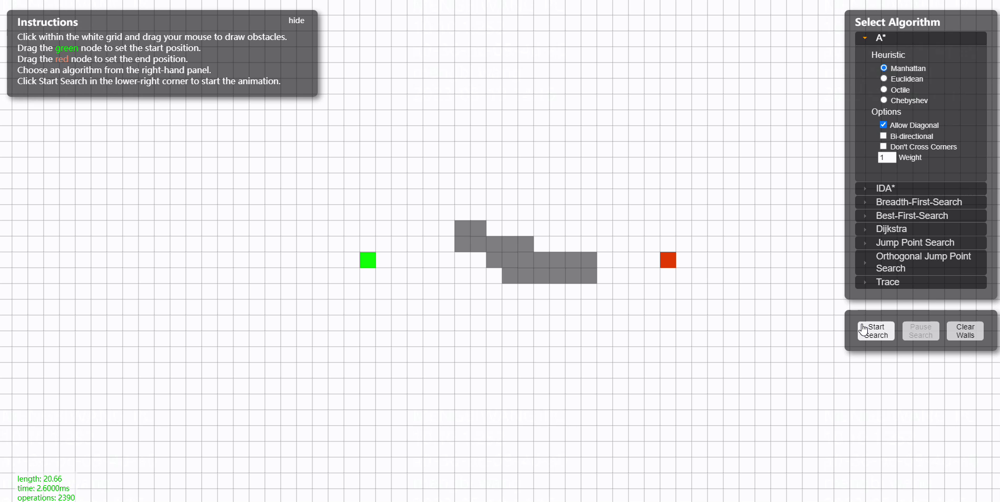 Instructions
hide
Click within the white grid and drag your mouse to draw obstacles.
Drag the green node to set the start position.
Drag the red node to set the end position.
Choose an algorithm from the right-hand panel.
Click Start Search in the lower-right corner to start the animation.
Select Algorithm
A*
Heuristic
Manhattan
Euclidean
Octile
Chebyshev
Options
Allow Diagonal
Bi-directional
Don't Cross Corners
1 Weight
IDA*
Breadth-First-Search
Best-First-Search
Dijkstra
Jump Point Search
Orthogonal Jump Point
Search
Trace
Start
Search
Pause
Search
Clear
Walls
length: 20.66
time: 2.6000ms
operations: 2390